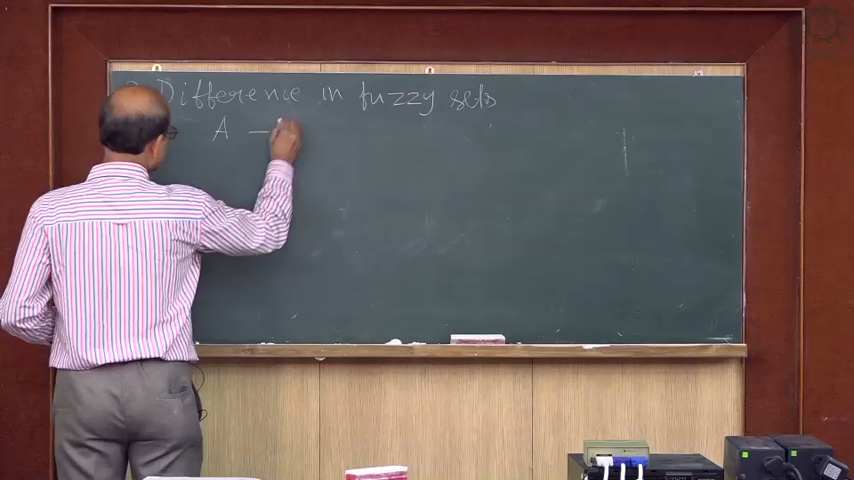 Difference in fuzzy sets
A —